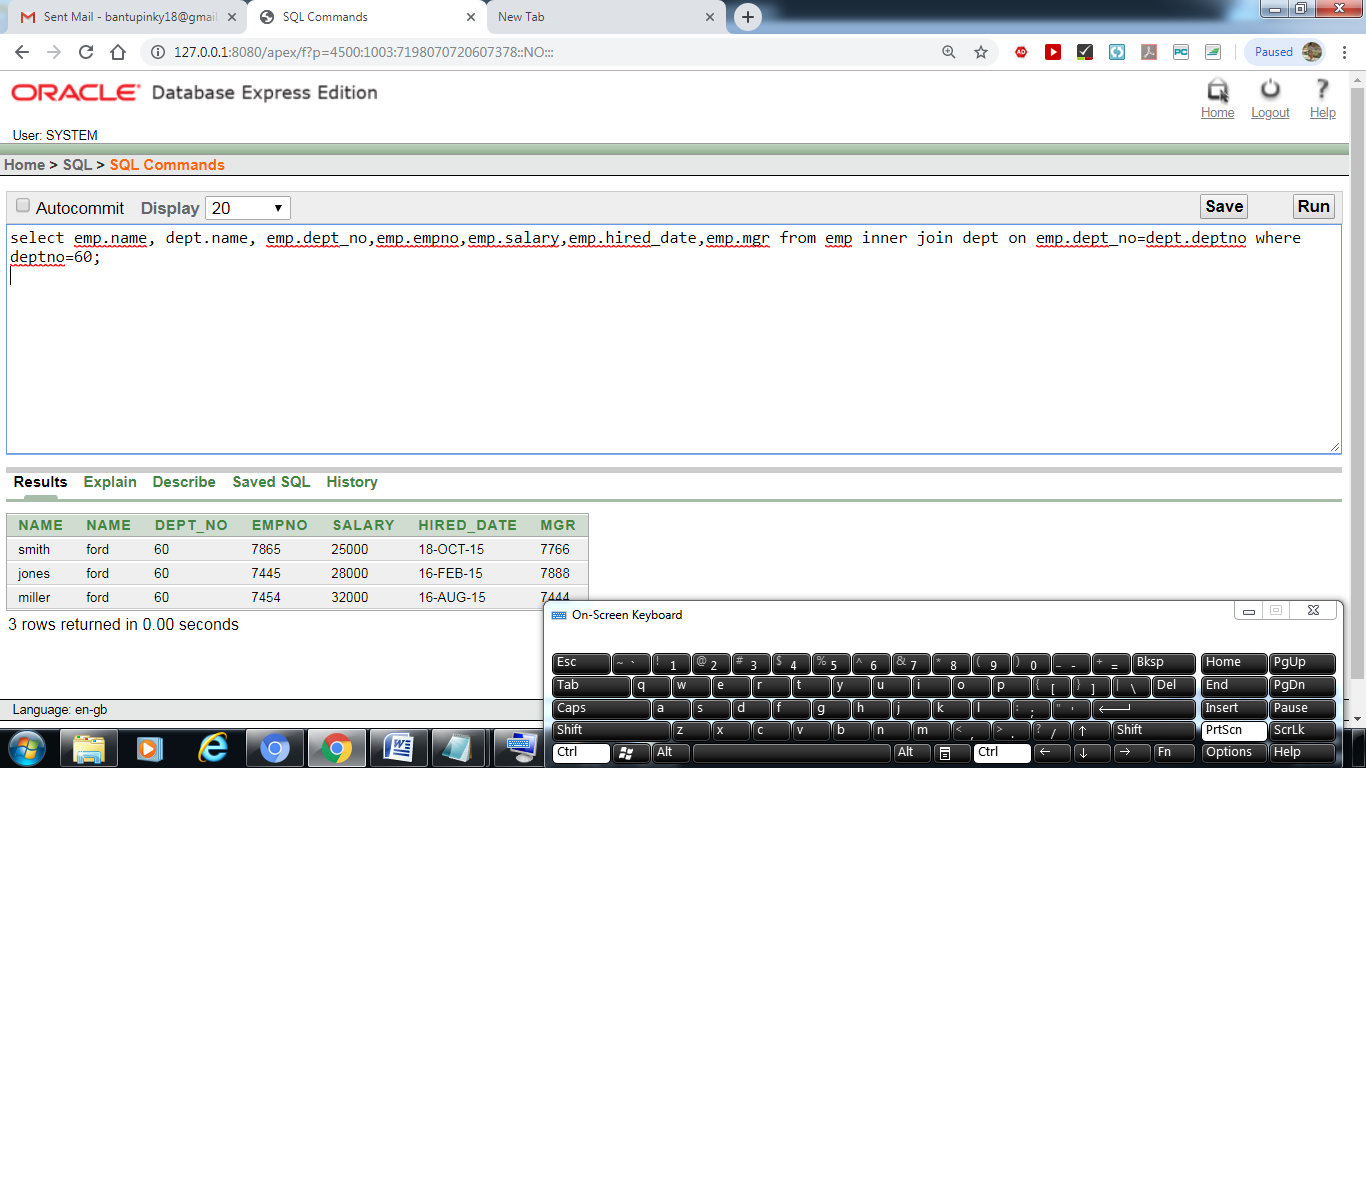 Sent Mail - bantupinky18@gmail. SQL Commands New Tab
127.0.0.1:8080/apex/f?p=4500:1003:7198070720607378::NO::: Paused
ORACLE Database Express Edition
Home Logout Help
User: SYSTEM
Home > SQL > SQL Commands
Autocommit Display 20 Save Run
select emp.name, dept.name, emp.dept_no,emp.empno,emp.salary,emp.hired_date,emp.mgr from emp inner join dept on emp.dept_no=dept.deptno where
deptno=60;
Results Explain Describe Saved SQL History
NAME NAME DEPT_NO EMPNO SALARY HIRED_DATE MGR
smith ford 60 7865 25000 18-OCT-15 7766
jones ford 60 7445 28000 16-FEB-15 7888
miller ford 60 7454 32000 16-AUG-15 7444
3 rows returned in 0.00 seconds
On-Screen Keyboard
Esc ~ ` ! 1 @ 2 # 3 $ 4 % 5 ^ 6 & 7 * 8 ( 9 ) 0 _ - + = Bksp Home PgUp
Tab q w e r t y u i o p { [ } ] | \ Del End PgDn
Caps a s d f g h j k l : ; " ' Insert Pause
Shift z x c v b n m < , > . ? / ↑ Shift PrtScn ScrLk
Ctrl Alt Alt Ctrl ← ↓ → Fn Options Help
Language: en-gb